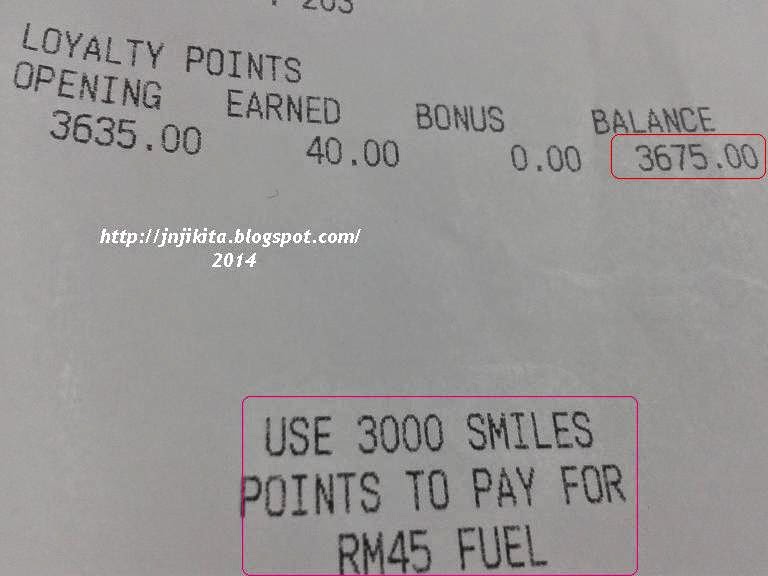 LOYALTY POINTS
OPENING EARNED BONUS BALANCE
3635.00 40.00 0.00 3675.00
http://jnjikita.blogspot.com/
2014
USE 3000 SMILES
POINTS TO PAY FOR
RM45 FUEL